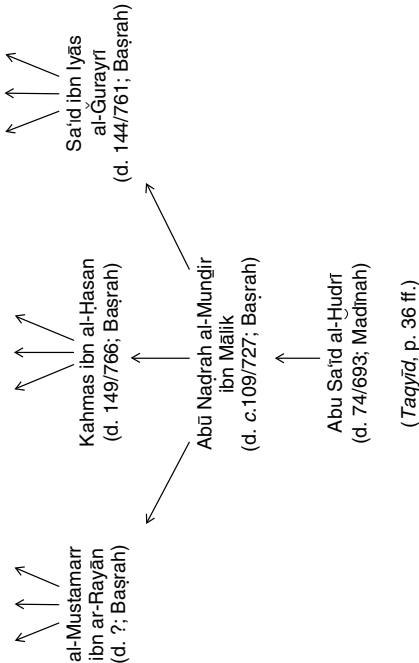 al-Mustamarr
ibn ar-Rayān
(d. ?; Baṣrah)
Kahmas ibn al-Ḥasan
(d. 149/766; Baṣrah)
Saʿīd ibn Iyās
al-Ǧurayrī
(d. 144/761; Baṣrah)
Abū Naḍrah al-Munḏir
ibn Mālik
(d. c.109/727; Baṣrah)
Abu Saʿīd al-Ḫudrī
(d. 74/693; Madīnah)
(Taqyīd, p. 36 ff.)